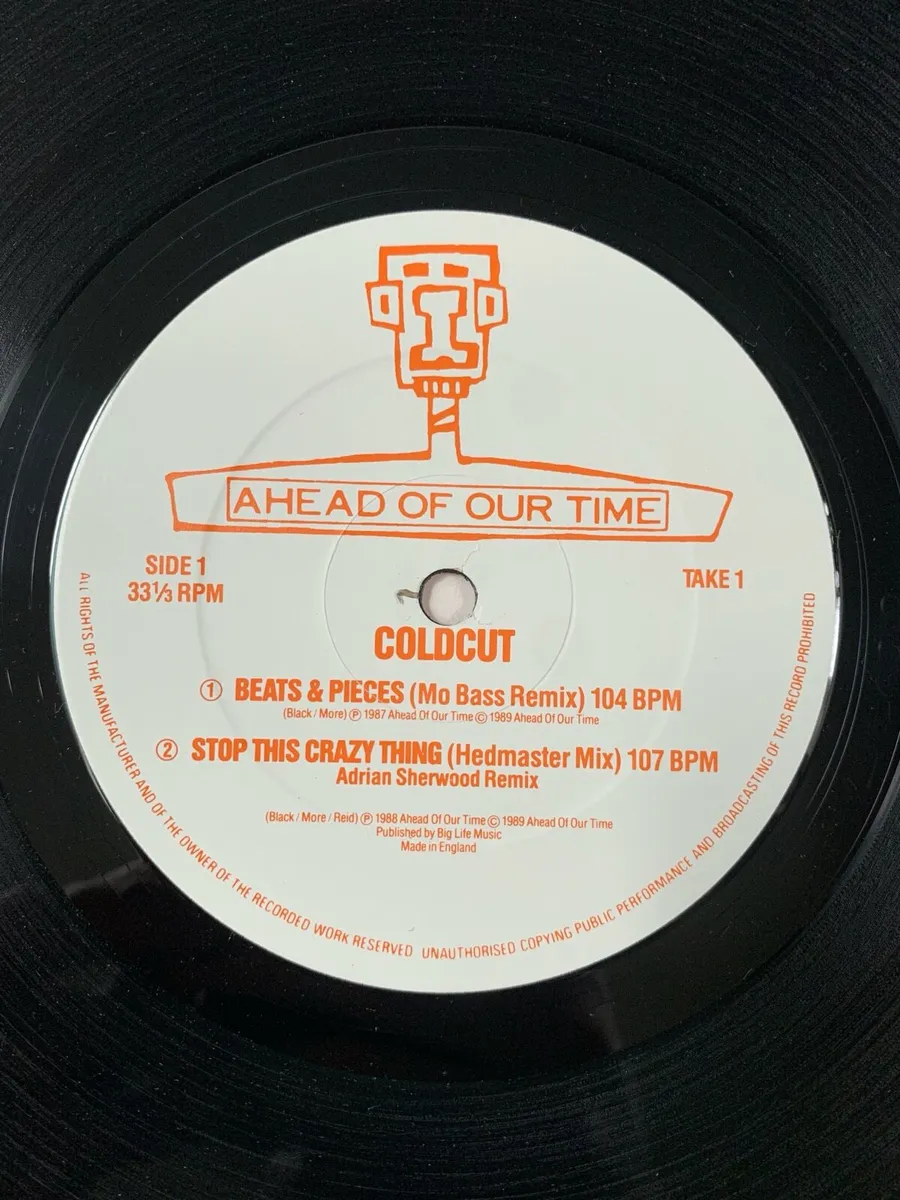 AHEAD OF OUR TIME
SIDE 1
33⅓ RPM
TAKE 1
COLDCUT
① BEATS & PIECES (Mo Bass Remix) 104 BPM
(Black / More) ℗ 1987 Ahead Of Our Time © 1989 Ahead Of Our Time
② STOP THIS CRAZY THING (Hedmaster Mix) 107 BPM
Adrian Sherwood Remix
(Black / More / Reid) ℗ 1988 Ahead Of Our Time © 1989 Ahead Of Our Time
Published by Big Life Music
Made in England
ALL RIGHTS OF THE MANUFACTURER AND OF THE OWNER OF THE RECORDED WORK RESERVED UNAUTHORISED COPYING PUBLIC PERFORMANCE AND BROADCASTING OF THIS RECORD PROHIBITED